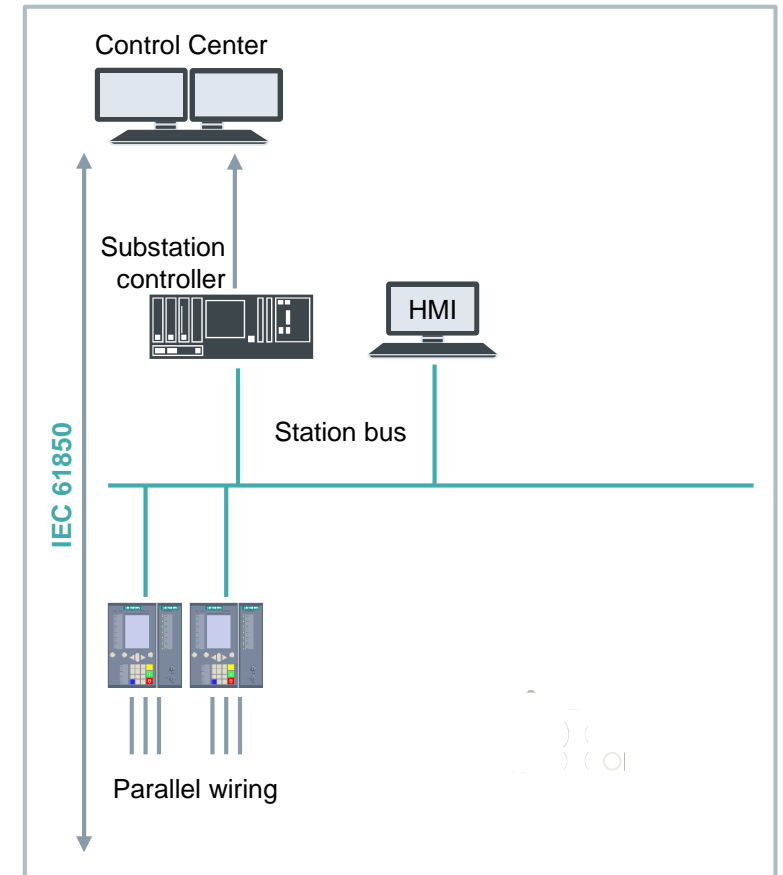 Control Center
Substation
controller
HMI
Station bus
IEC 61850
Parallel wiring